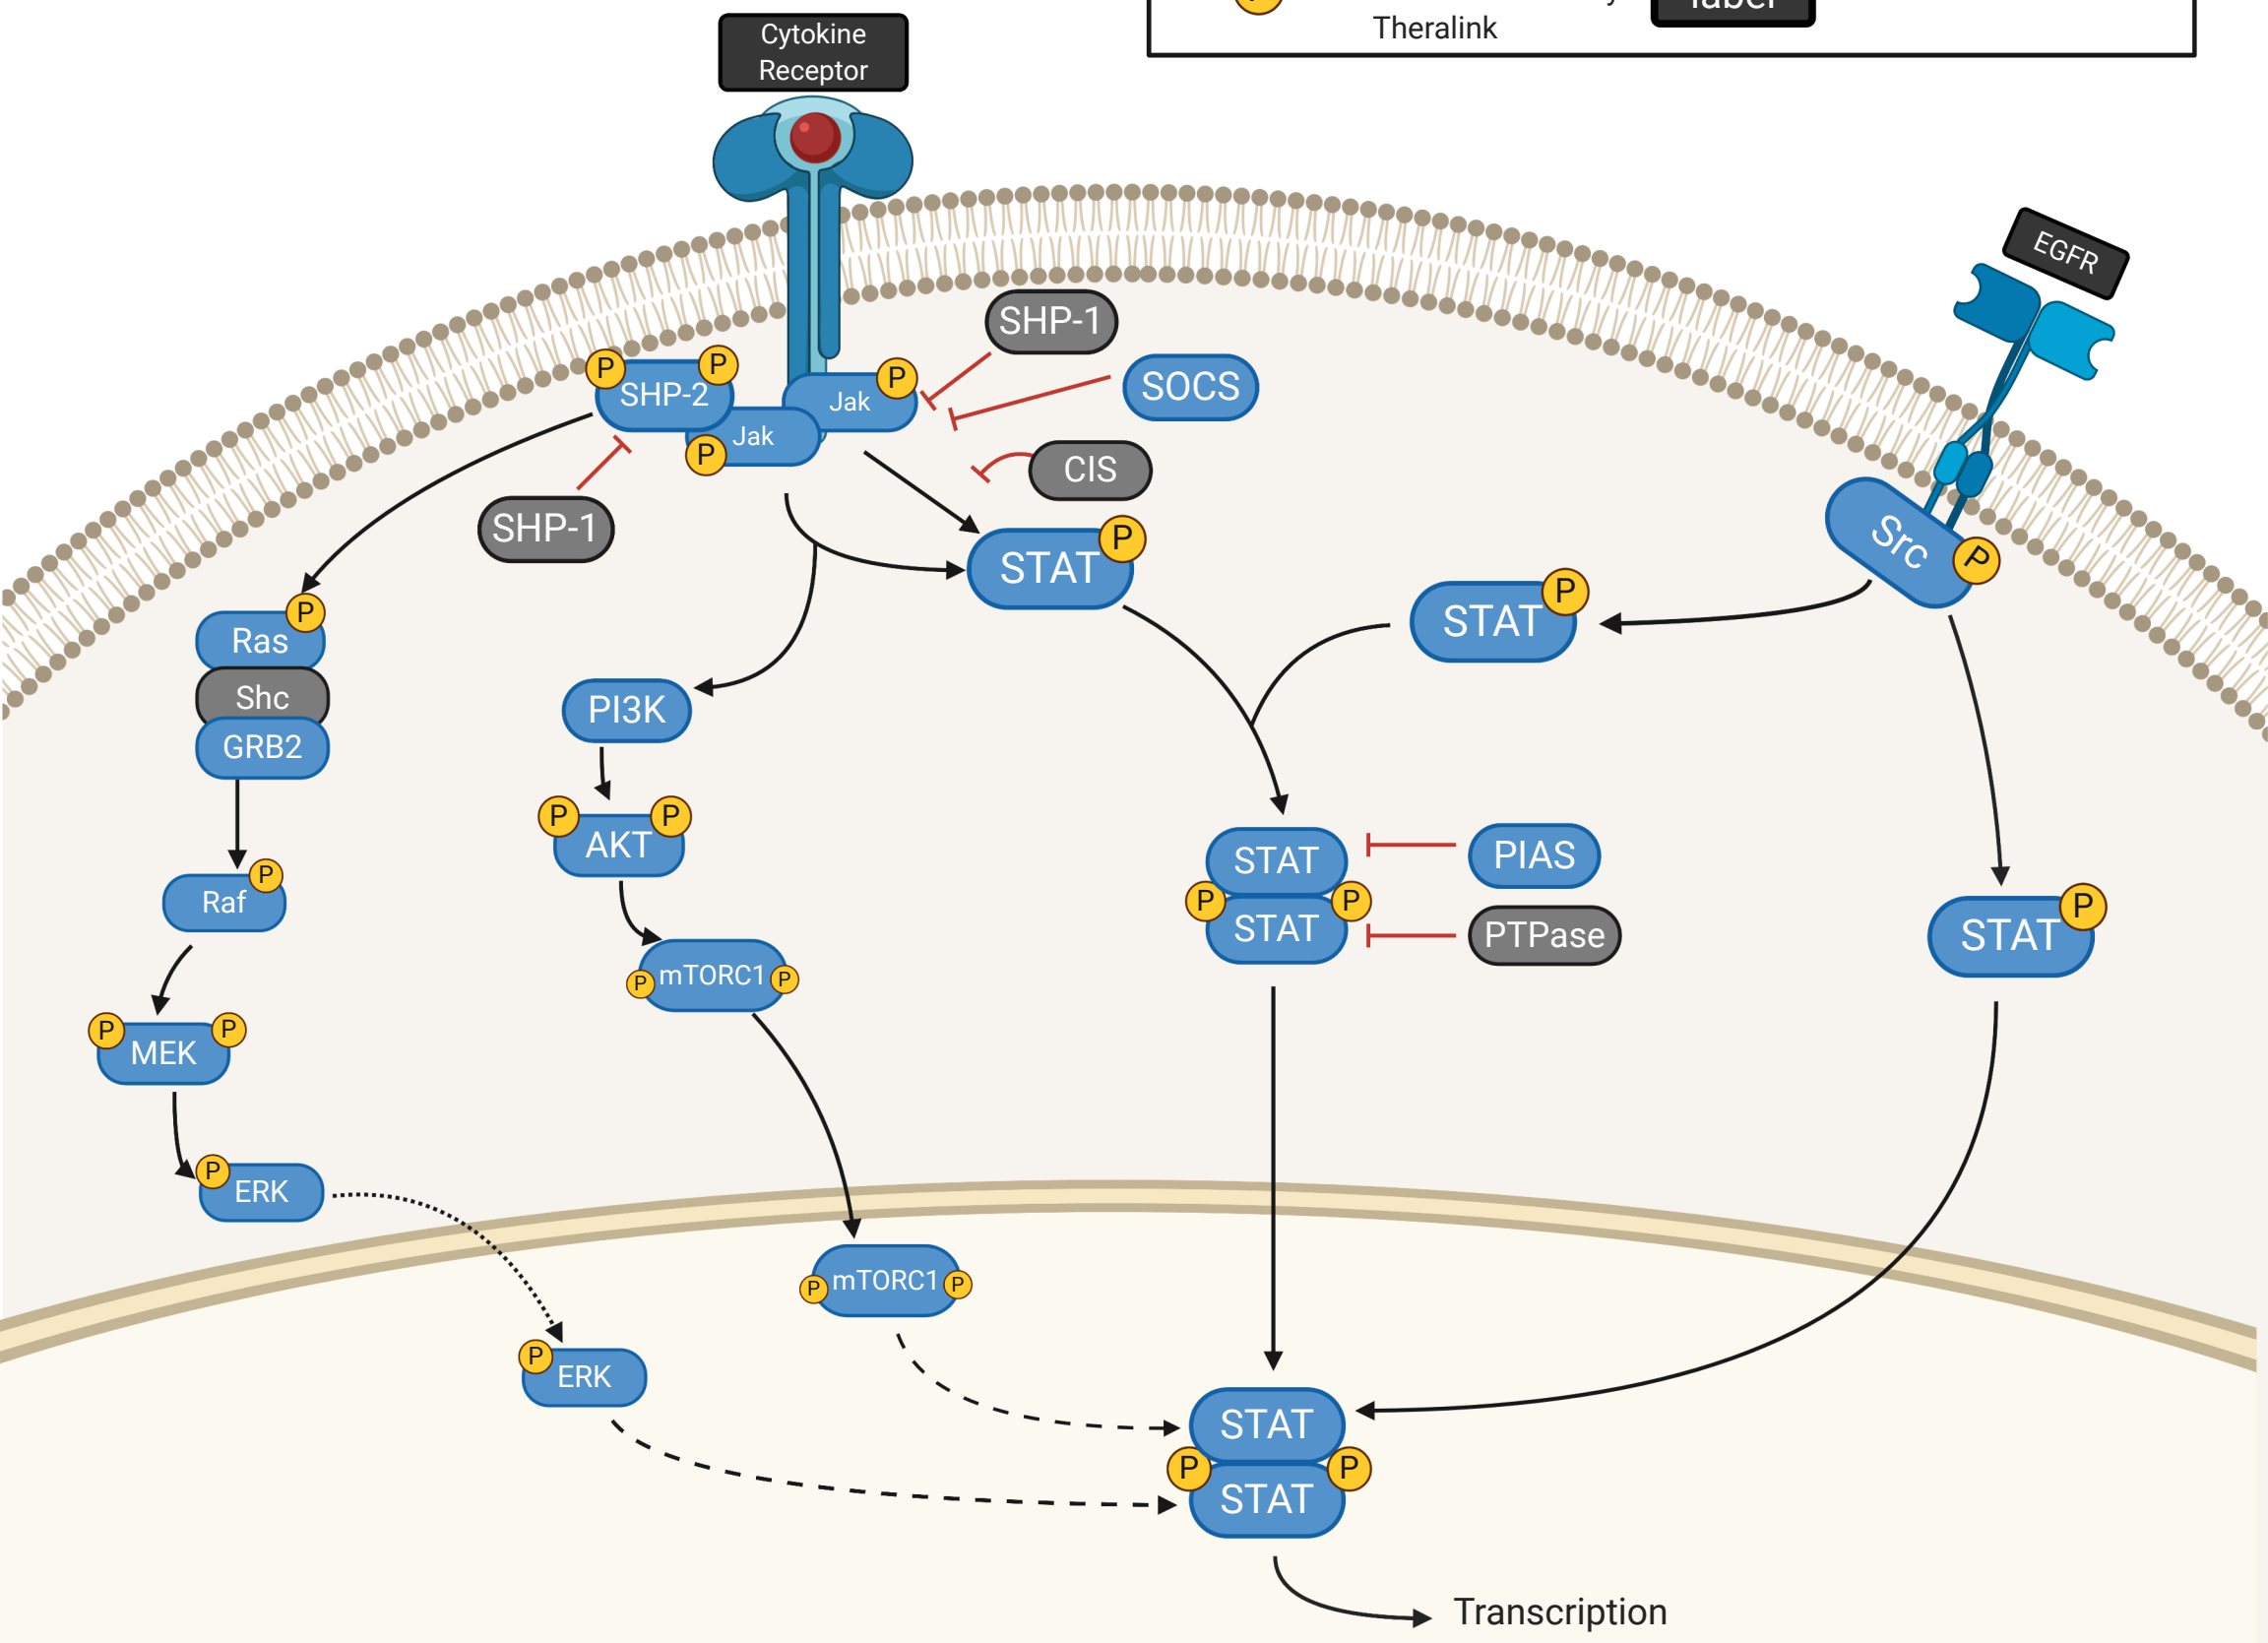 Theralink
Cytokine
Receptor
EGFR
SHP-1
P
P
SHP-2
P
Jak
SOCS
Jak
P
CIS
SHP-1
P
STAT
Src
P
P
STAT
P
Ras
Shc
GRB2
PI3K
P
P
AKT
STAT
PIAS
P
Raf
P
P
STAT
PTPase
P
STAT
P
mTORC1
P
P
P
MEK
P
ERK
P
mTORC1
P
P
ERK
STAT
P
P
STAT
Transcription